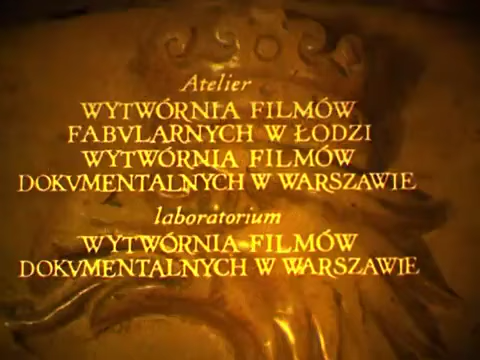 Atelier
WYTWÓRNIA FILMÓW
FABVLARNYCH W ŁODZI
WYTWÓRNIA FILMÓW
DOKVMENTALNYCH W WARSZAWIE
laboratorium
WYTWÓRNIA FILMÓW
DOKVMENTALNYCH W WARSZAWIE